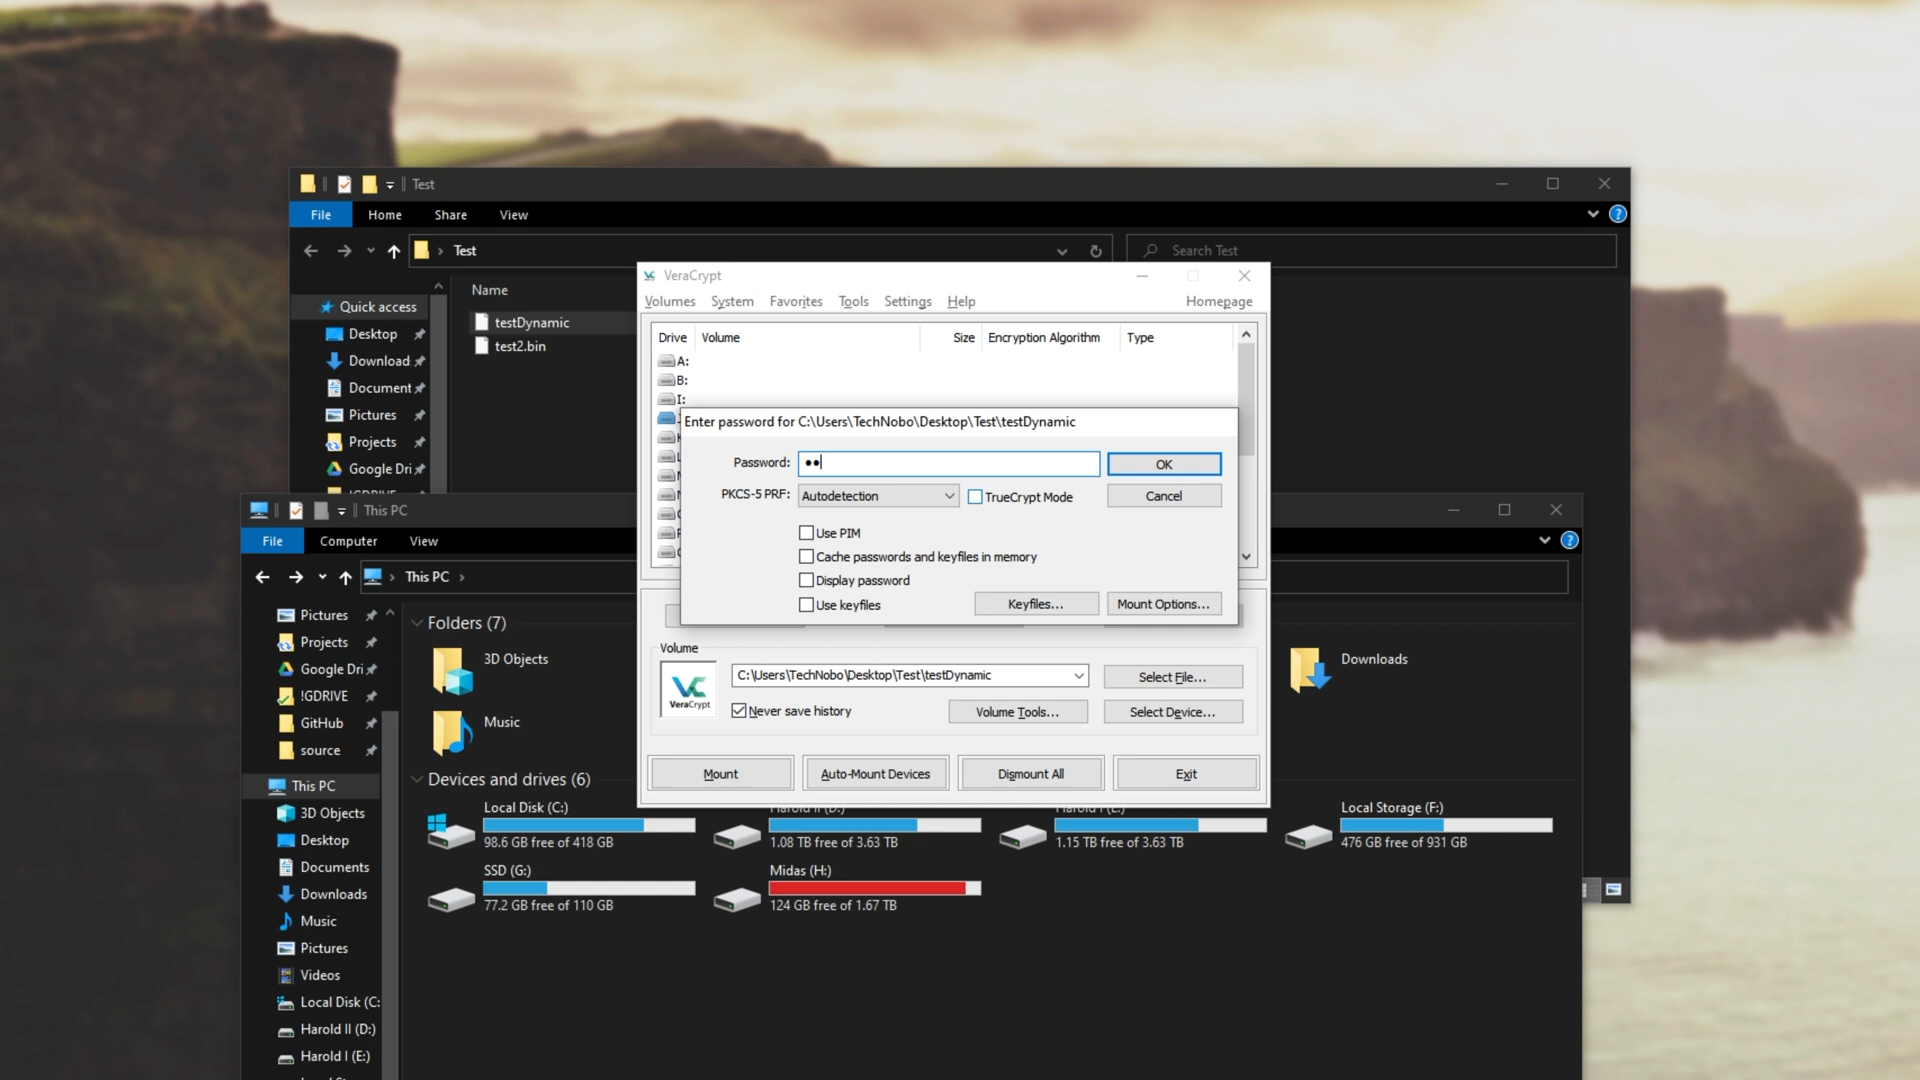 Test
File Home Share View
Test
Search Test
Name
Quick access
Desktop
Download
Document
Pictures
Projects
Google Dri
testDynamic
test2.bin
VeraCrypt
Volumes System Favorites Tools Settings Help Homepage
Drive Volume Size Encryption Algorithm Type
A:
B:
I:
Enter password for C:\Users\TechNobo\Desktop\Test\testDynamic
Password: ●●
OK
PKCS-5 PRF: Autodetection TrueCrypt Mode
Cancel
Use PIM
Cache passwords and keyfiles in memory
Display password
Use keyfiles
Keyfiles... Mount Options...
Volume
VeraCrypt
C:\Users\TechNobo\Desktop\Test\testDynamic
Select File...
Never save history
Volume Tools... Select Device...
Mount Auto-Mount Devices Dismount All Exit
This PC
File Computer View
This PC
Pictures
Projects
Google Dri
!GDRIVE
GitHub
source
This PC
3D Objects
Desktop
Documents
Downloads
Music
Pictures
Videos
Local Disk (C:
Harold II (D:)
Harold I (E:)
Folders (7)
3D Objects
Downloads
Music
Devices and drives (6)
Local Disk (C:)
98.6 GB free of 418 GB
Harold II (D:)
1.08 TB free of 3.63 TB
Harold I (E:)
1.15 TB free of 3.63 TB
Local Storage (F:)
476 GB free of 931 GB
SSD (G:)
77.2 GB free of 110 GB
Midas (H:)
124 GB free of 1.67 TB